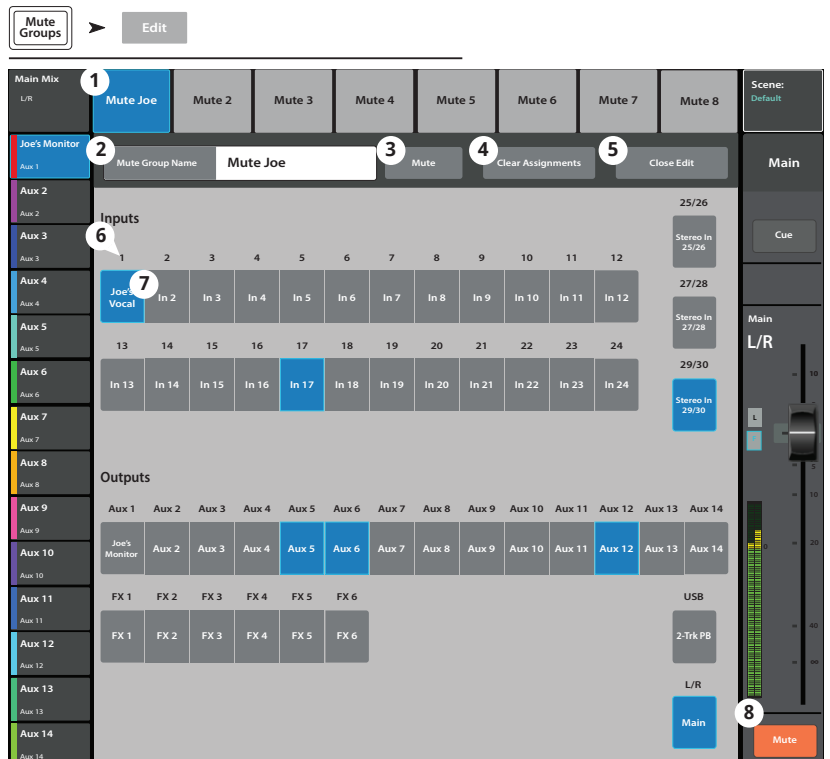 Mute
Groups
Edit
Main Mix
L/R
1
Mute Joe
Mute 2
Mute 3
Mute 4
Mute 5
Mute 6
Mute 7
Mute 8
Scene:
Default
Joe's Monitor
Aux 1
2
Mute Group Name
Mute Joe
3
Mute
4
Clear Assignments
5
Close Edit
Main
Aux 2
Aux 2
Aux 3
Aux 3
Aux 4
Aux 4
Aux 5
Aux 5
Aux 6
Aux 6
Aux 7
Aux 7
Aux 8
Aux 8
Aux 9
Aux 9
Aux 10
Aux 10
Aux 11
Aux 11
Aux 12
Aux 12
Aux 13
Aux 13
Aux 14
Aux 14
Inputs
6
1 2 3 4 5 6 7 8 9 10 11 12
Joe's
Vocal
7
In 2 In 3 In 4 In 5 In 6 In 7 In 8 In 9 In 10 In 11 In 12
13 14 15 16 17 18 19 20 21 22 23 24
In 13 In 14 In 15 In 16 In 17 In 18 In 19 In 20 In 21 In 22 In 23 In 24
25/26
Stereo In
25/26
27/28
Stereo In
27/28
29/30
Stereo In
29/30
Outputs
Aux 1 Aux 2 Aux 3 Aux 4 Aux 5 Aux 6 Aux 7 Aux 8 Aux 9 Aux 10 Aux 11 Aux 12 Aux 13 Aux 14
Joe's
Monitor
Aux 2 Aux 3 Aux 4 Aux 5 Aux 6 Aux 7 Aux 8 Aux 9 Aux 10 Aux 11 Aux 12 Aux 13 Aux 14
FX 1 FX 2 FX 3 FX 4 FX 5 FX 6
FX 1 FX 2 FX 3 FX 4 FX 5 FX 6
USB
2-Trk PB
L/R
Main
Cue
Main
L/R
10
L
5
10
0
20
40
8
Mute